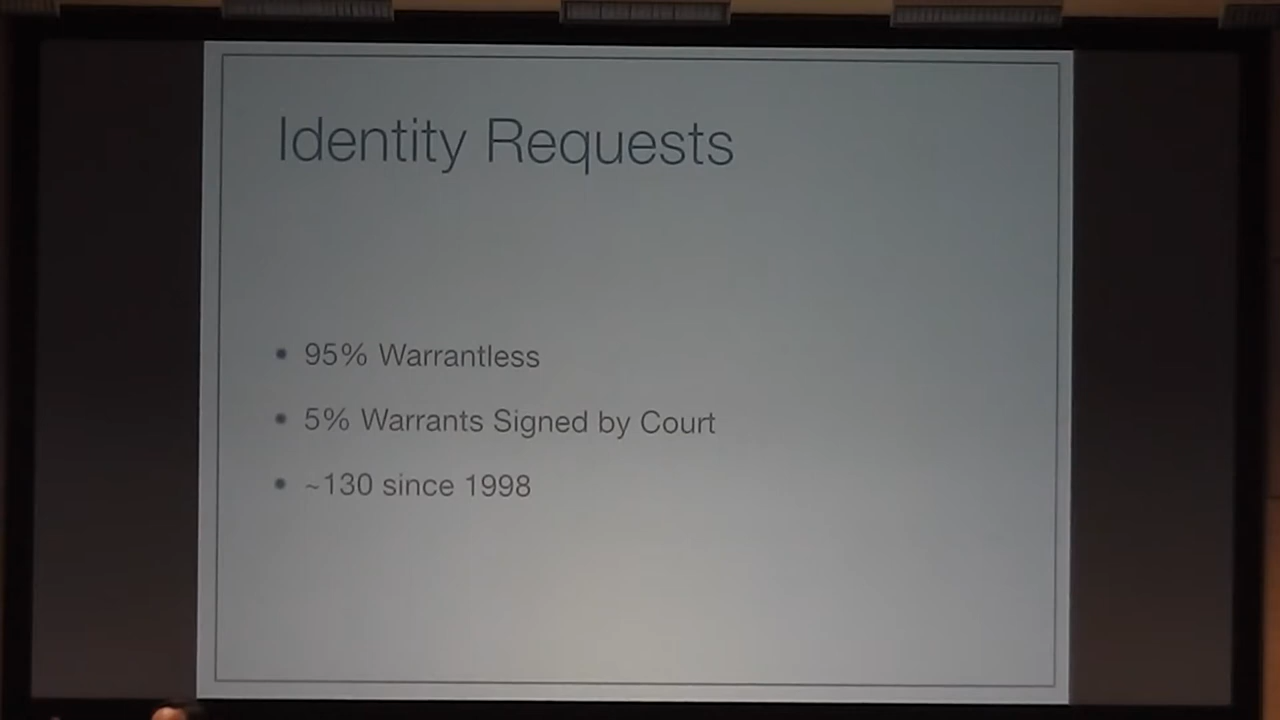 Identity Requests
• 95% Warrantless
• 5% Warrants Signed by Court
• ~130 since 1998